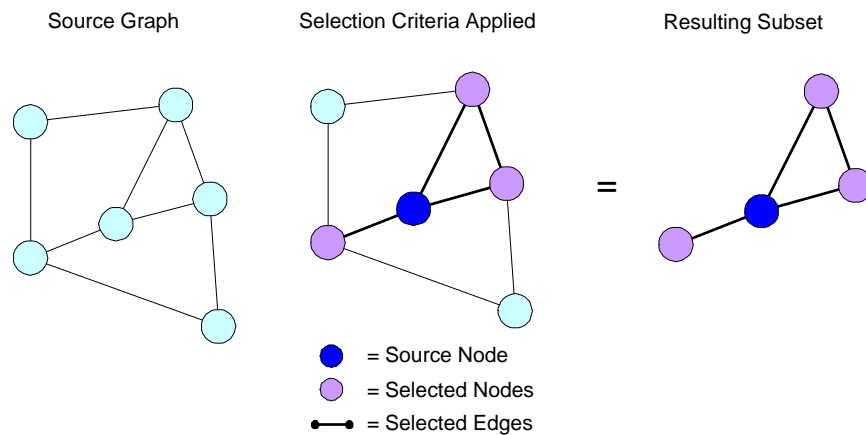 Source Graph
Selection Criteria Applied
Resulting Subset
=
= Source Node
= Selected Nodes
= Selected Edges